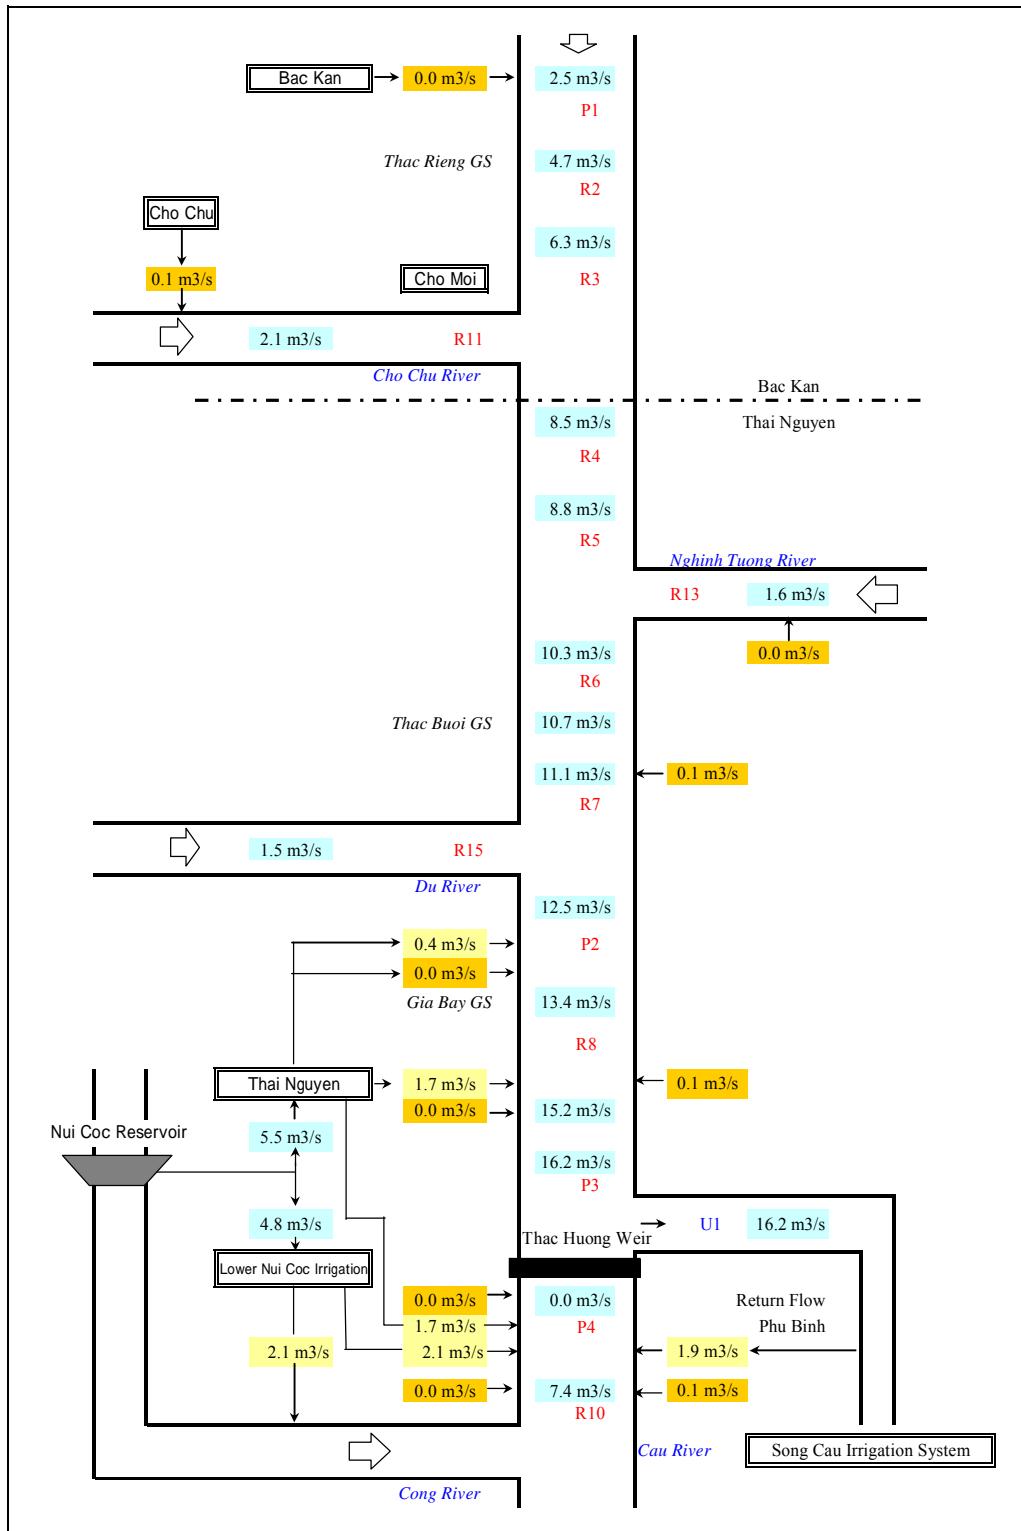 Bac Kan
0.0 m3/s
2.5 m3/s
P1
Thac Rieng GS
4.7 m3/s
R2
Cho Chu
6.3 m3/s
0.1 m3/s
Cho Moi
R3
2.1 m3/s
R11
Cho Chu River
Bac Kan
8.5 m3/s
Thai Nguyen
R4
8.8 m3/s
R5
Nghinh Tuong River
R13
1.6 m3/s
10.3 m3/s
0.0 m3/s
R6
Thac Buoi GS
10.7 m3/s
11.1 m3/s
0.1 m3/s
R7
1.5 m3/s
R15
Du River
12.5 m3/s
0.4 m3/s
P2
0.0 m3/s
Gia Bay GS
13.4 m3/s
R8
Thai Nguyen
1.7 m3/s
0.1 m3/s
0.0 m3/s
15.2 m3/s
Nui Coc Reservoir
5.5 m3/s
16.2 m3/s
P3
4.8 m3/s
U1
16.2 m3/s
Thac Huong Weir
Lower Nui Coc Irrigation
0.0 m3/s
0.0 m3/s
Return Flow
Phu Binh
1.7 m3/s
P4
2.1 m3/s
2.1 m3/s
1.9 m3/s
0.0 m3/s
7.4 m3/s
0.1 m3/s
R10
Cau River
Song Cau Irrigation System
Cong River